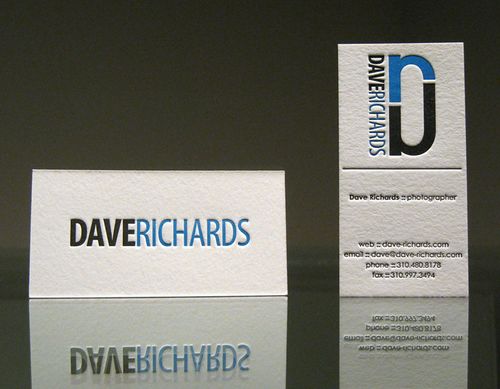 DAVERICHARDS
DAVERICHARDS
Dave Richards :: photographer
web :: dave-richards.com
email :: dave@dave-richards.com
phone :: 310.480.8178
fax :: 310.997.3494